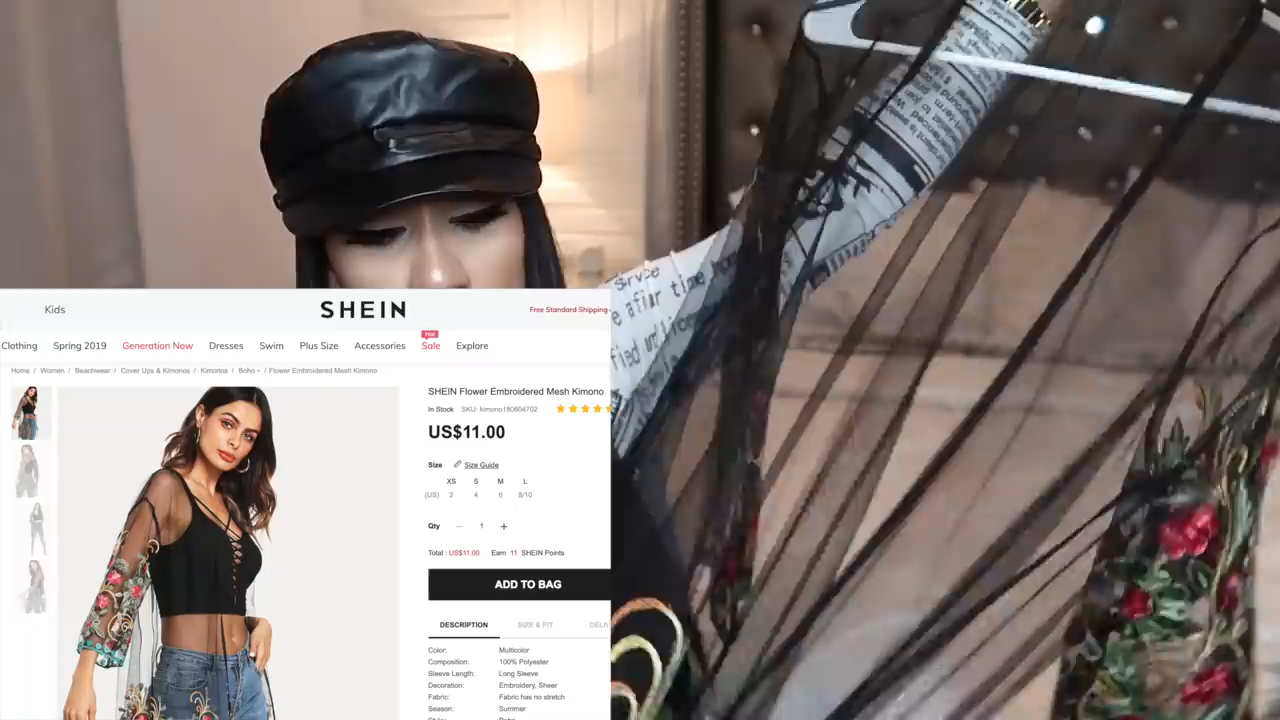 Kids
SHEIN
Free Standard Shipping
Clothing
Spring 2019
Generation Now
Dresses
Swim
Plus Size
Accessories
Hot
Sale
Explore
Home / Women / Beachwear / Cover Ups & Kimonos / Kimonos / Boho / Flower Embroidered Mesh Kimono
SHEIN Flower Embroidered Mesh Kimono
In Stock SKU: kimono180604702
US$11.00
Size Size Guide
XS S M L
(US) 2 4 6 8/10
Qty − 1 +
Total : US$11.00 Earn 11 SHEIN Points
ADD TO BAG
DESCRIPTION SIZE & FIT
Color: Multicolor
Composition: 100% Polyester
Sleeve Length: Long Sleeve
Decoration: Embroidery, Sheer
Fabric: Fabric has no stretch
Season: Summer
e after time